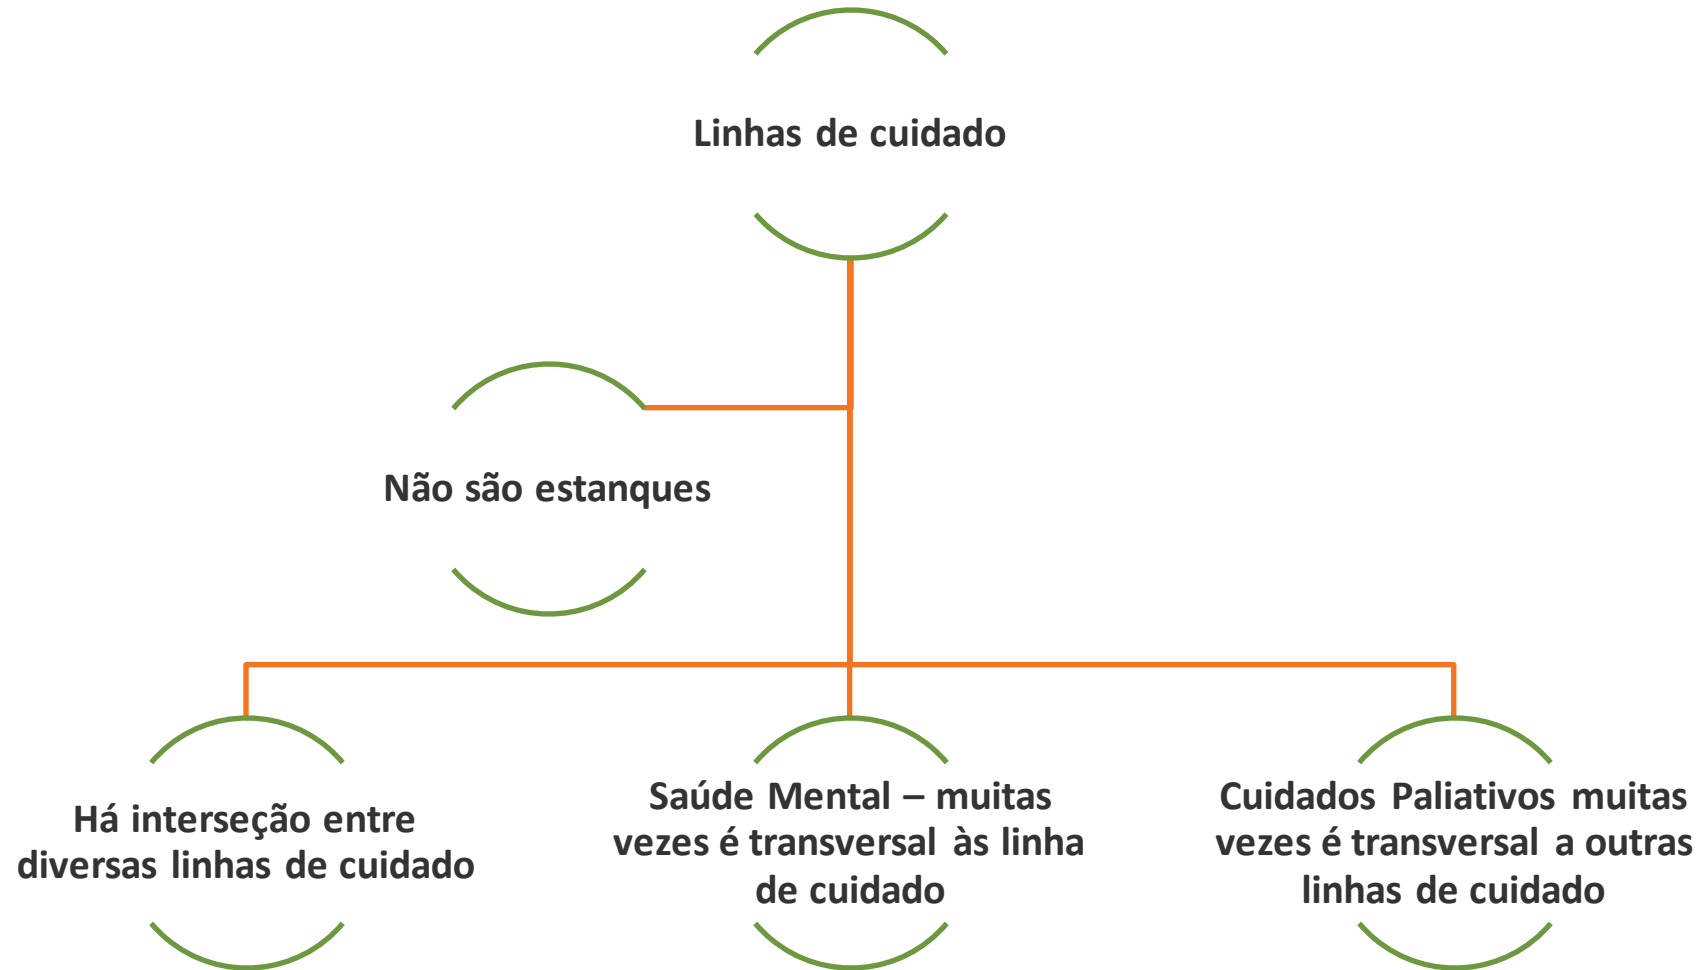 Linhas de cuidado
Não são estanques
Há interseção entre
diversas linhas de cuidado
Saúde Mental – muitas
vezes é transversal às linha
de cuidado
Cuidados Paliativos muitas
vezes é transversal a outras
linhas de cuidado